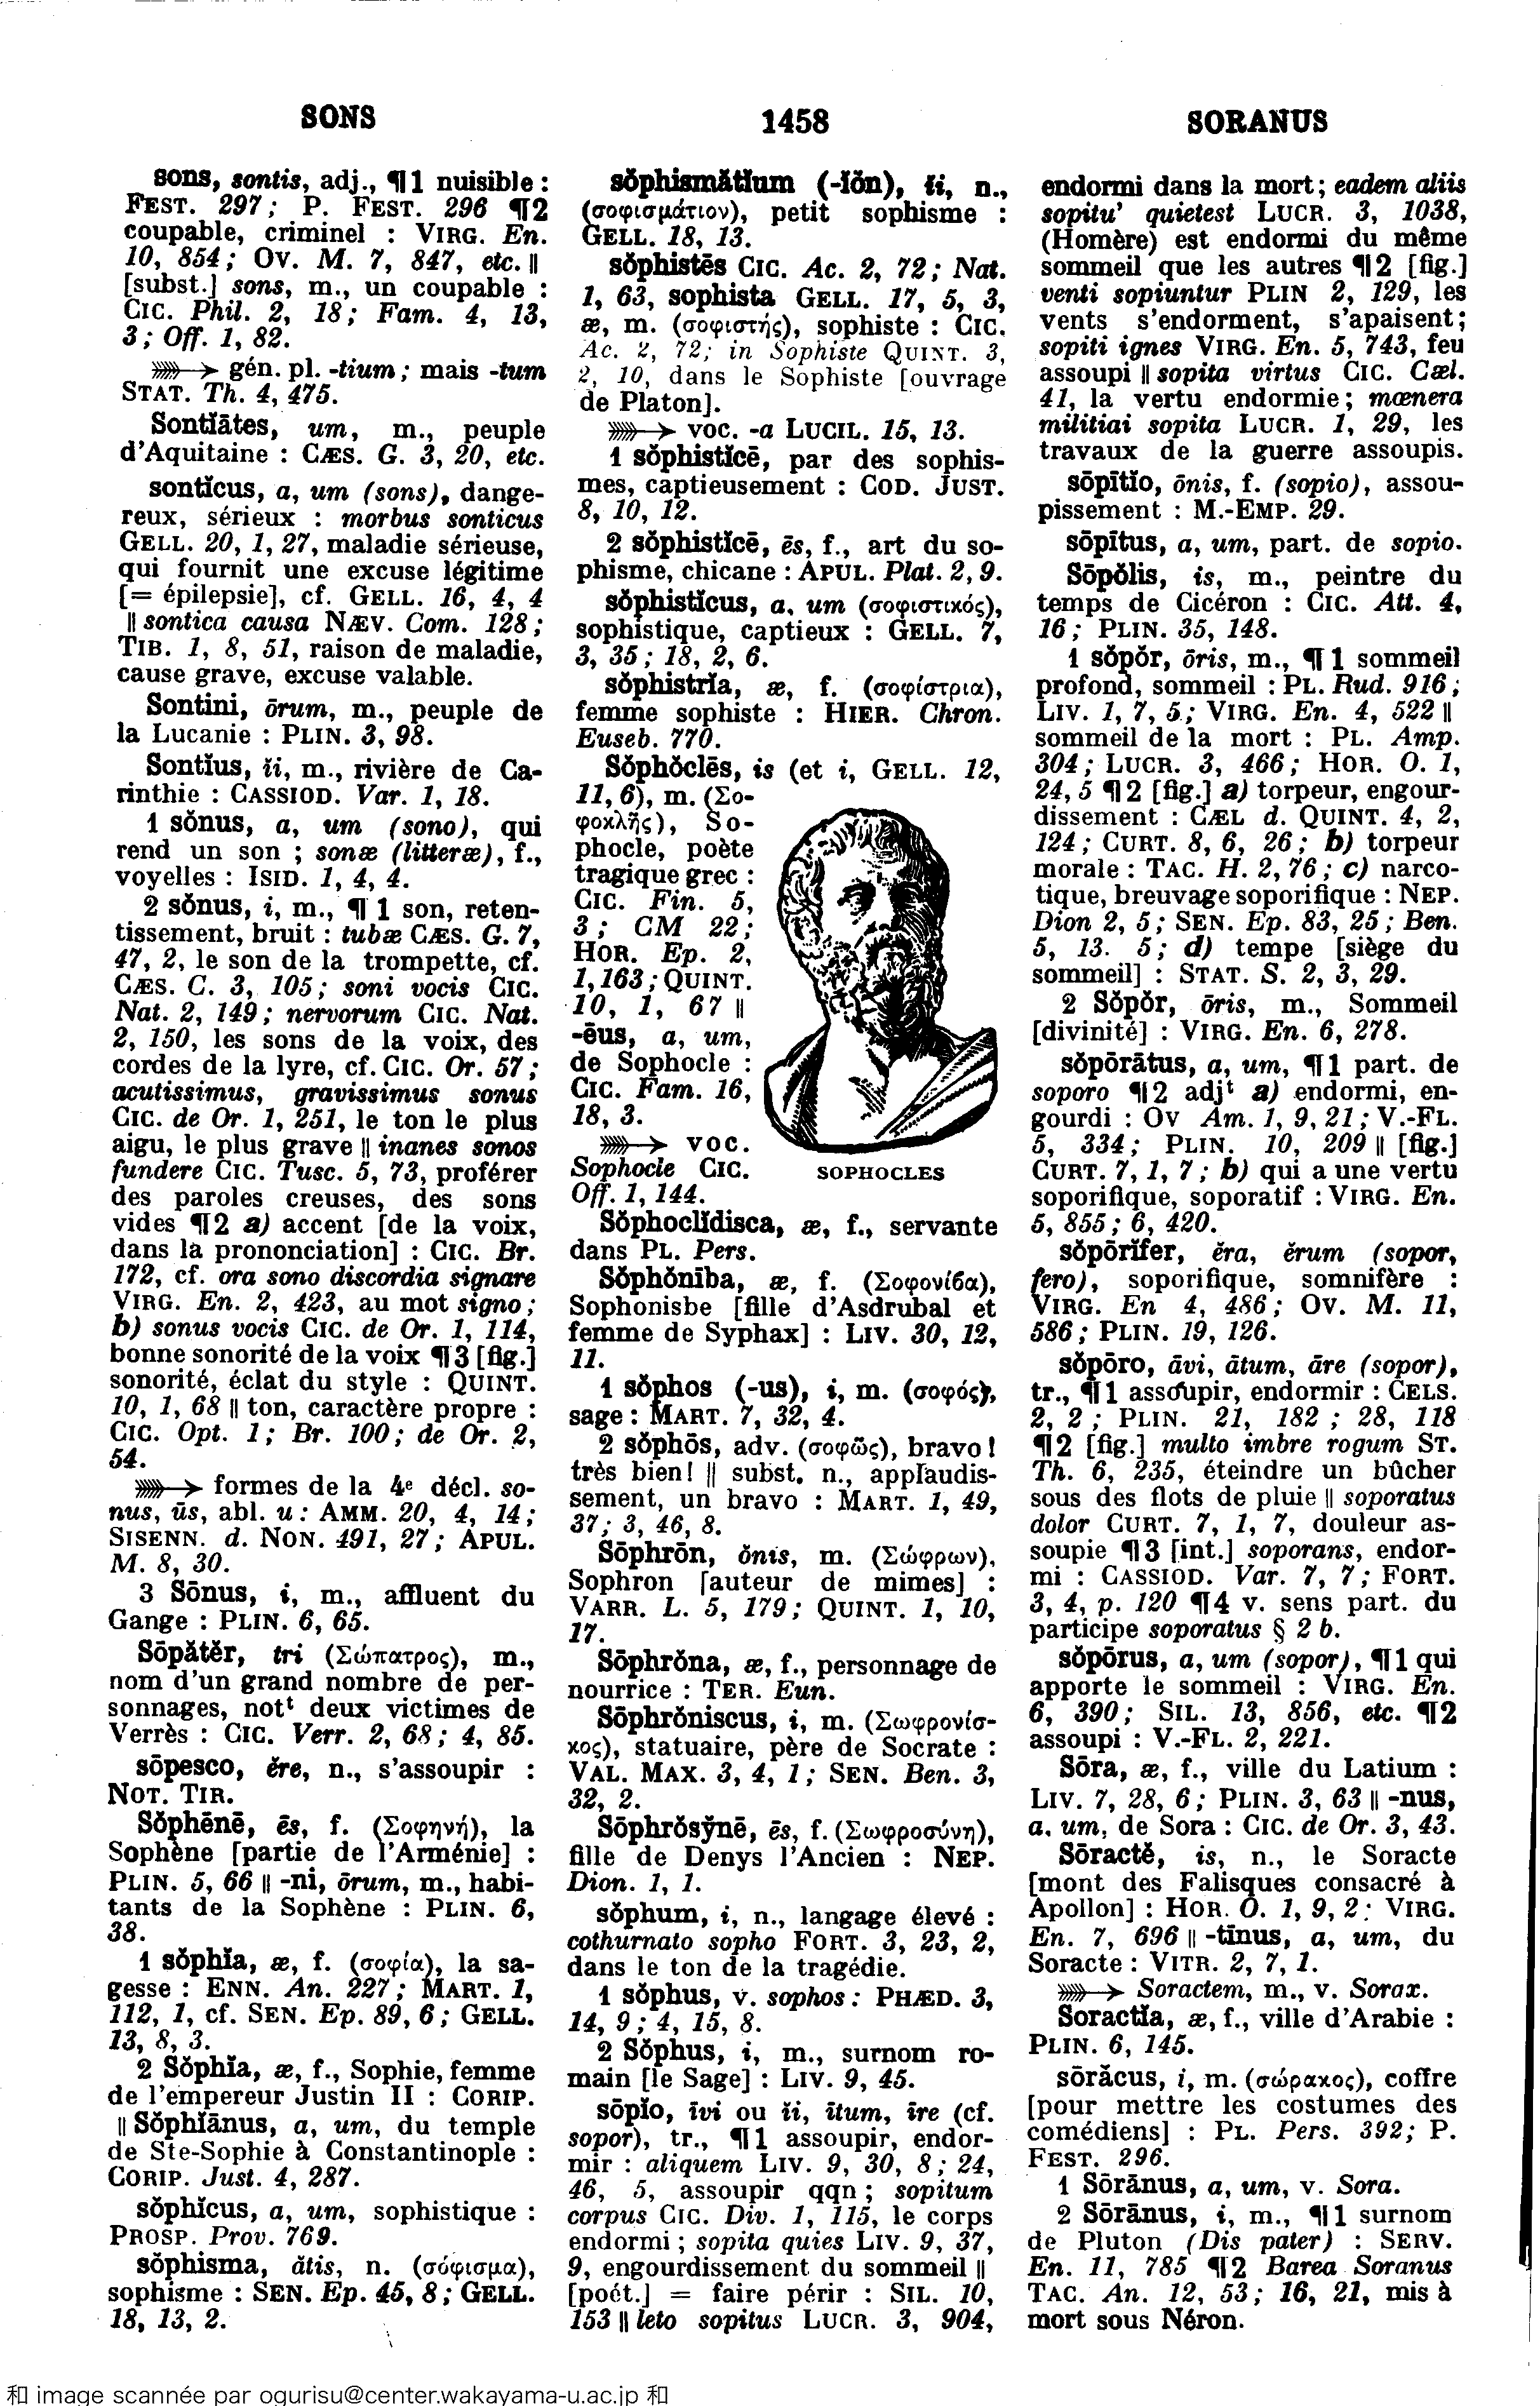 SONS
1458
SORANUS
sons, sontis, adj., ¶1 nuisible :
FEST. 297; P. FEST. 296 ¶2
coupable, criminel : VIRG. En.
10, 854; OV. M. 7, 847, etc. ||
[subst.] sons, m., un coupable :
CIC. Phil. 2, 18; Fam. 4, 13,
3; Off. 1, 82.
⟶ gén. pl. -tium; mais -tum
STAT. Th. 4, 475.
Sontĭātes, um, m., peuple
d'Aquitaine : CÆS. G. 3, 20, etc.
sontĭcus, a, um (sons), dange-
reux, sérieux : morbus sonticus
GELL. 20, 1, 27, maladie sérieuse,
qui fournit une excuse légitime
[= épilepsie], cf. GELL. 16, 4, 4
|| sontica causa NÆV. Com. 128;
TIB. 1, 8, 51, raison de maladie,
cause grave, excuse valable.
Sontini, ōrum, m., peuple de
la Lucanie : PLIN. 3, 98.
Sontĭus, ĭi, m., rivière de Ca-
rinthie : CASSIOD. Var. 1, 18.
1 sŏnus, a, um (sono), qui
rend un son ; sonæ (litteræ), f.,
voyelles : ISID. 1, 4, 4.
2 sŏnus, i, m., ¶ 1 son, reten-
tissement, bruit : tubæ CÆS. G. 7,
47, 2, le son de la trompette, cf.
CÆS. C. 3, 105; soni vocis CIC.
Nat. 2, 149; nervorum CIC. Nat.
2, 150, les sons de la voix, des
cordes de la lyre, cf. CIC. Or. 57;
acutissimus, gravissimus sonus
CIC. de Or. 1, 251, le ton le plus
aigu, le plus grave || inanes sonos
fundere CIC. Tusc. 5, 73, proférer
des paroles creuses, des sons
vides ¶2 a) accent [de la voix,
dans la prononciation] : CIC. Br.
172, cf. ora sono discordia signare
VIRG. En. 2, 423, au mot signo;
b) sonus vocis CIC. de Or. 1, 114,
bonne sonorité de la voix ¶3 [fig.]
sonorité, éclat du style : QUINT.
10, 1, 68 || ton, caractère propre :
CIC. Opt. 1; Br. 100; de Or. 2,
54.
⟶ formes de la 4e décl. so-
nus, ūs, abl. u : AMM. 20, 4, 14;
SISENN. d. NON. 491, 27; APUL.
M. 8, 30.
3 Sōnus, i, m., affluent du
Gange : PLIN. 6, 65.
Sōpătĕr, tri (Σώπατρος), m.,
nom d'un grand nombre de per-
sonnages, nott deux victimes de
Verrès : CIC. Verr. 2, 68; 4, 85.
sōpesco, ĕre, n., s'assoupir :
NOT. TIR.
Sŏphēnē, ēs, f. (Σοφηνή), la
Sophène [partie de l'Arménie] :
PLIN. 5, 66 || -ni, ōrum, m., habi-
tants de la Sophène : PLIN. 6,
38.
1 sŏphĭa, æ, f. (σοφία), la sa-
gesse : ENN. An. 227; MART. 1,
112, 1, cf. SEN. Ep. 89, 6; GELL.
13, 8, 3.
2 Sŏphĭa, æ, f., Sophie, femme
de l'empereur Justin II : CORIP.
|| Sŏphĭānus, a, um, du temple
de Ste-Sophie à Constantinople :
CORIP. Just. 4, 287.
sŏphĭcus, a, um, sophistique :
PROSP. Prov. 769.
sŏphisma, ătis, n. (σόφισμα),
sophisme : SEN. Ep. 45, 8; GELL.
18, 13, 2.
sŏphismătĭum (-ĭŏn), ĭi, n.,
(σοφισμάτιον), petit sophisme :
GELL. 18, 13.
sŏphistēs CIC. Ac. 2, 72; Nat.
1, 63, sophista GELL. 17, 5, 3,
æ, m. (σοφιστής), sophiste : CIC.
Ac. 2, 72; in Sophiste QUINT. 3,
2, 10, dans le Sophiste [ouvrage
de Platon].
⟶ voc. -a LUCIL. 15, 13.
1 sŏphistĭcē, par des sophis-
mes, captieusement : COD. JUST.
8, 10, 12.
2 sŏphistĭcē, ēs, f., art du so-
phisme, chicane : APUL. Plat. 2, 9.
sŏphisticus, a, um (σοφιστικός),
sophistique, captieux : GELL. 7,
3, 35; 18, 2, 6.
sŏphistrĭa, æ, f. (σοφίστρια),
femme sophiste : HIER. Chron.
Euseb. 770.
Sŏphŏclēs, is (et i, GELL. 12,
11, 6), m. (Σο-
φοκλῆς), So-
phocle, poète
tragique grec :
CIC. Fin. 5,
3; CM 22;
HOR. Ep. 2,
1, 163; QUINT.
10, 1, 67 ||
-ēus, a, um,
de Sophocle :
CIC. Fam. 16,
18, 3.
⟶ voc.
Sophocle CIC.
Off. 1, 144.
SOPHOCLES
Sŏphoclĭdisca, æ, f., servante
dans PL. Pers.
Sŏphŏnība, æ, f. (Σοφονίϐα),
Sophonisbe [fille d'Asdrubal et
femme de Syphax] : LIV. 30, 12,
11.
1 sŏphos (-us), i, m. (σοφός),
sage : MART. 7, 32, 4.
2 sŏphōs, adv. (σοφῶς), bravo !
très bien! || subst. n., applaudis-
sement, un bravo : MART. 1, 49,
37; 3, 46, 8.
Sōphrōn, ŏnis, m. (Σώφρων),
Sophron [auteur de mimes] :
VARR. L. 5, 179; QUINT. 1, 10,
17.
Sōphrŏna, æ, f., personnage de
nourrice : TER. Eun.
Sōphrŏniscus, i, m. (Σωφρονίσ-
κος), statuaire, père de Socrate :
VAL. MAX. 3, 4, 1; SEN. Ben. 3,
32, 2.
Sōphrŏsy̆nē, ēs, f. (Σωφροσύνη),
fille de Denys l'Ancien : NEP.
Dion. 1, 1.
sŏphum, i, n., langage élevé :
cothurnato sopho FORT. 3, 23, 2,
dans le ton de la tragédie.
1 sŏphus, v. sophos : PHÆD. 3,
14, 9; 4, 15, 8.
2 Sŏphus, i, m., surnom ro-
main [le Sage] : LIV. 9, 45.
sōpĭo, īvi ou ĭi, ītum, īre (cf.
sopor), tr., ¶1 assoupir, endor-
mir : aliquem LIV. 9, 30, 8; 24,
46, 5, assoupir qqn; sopitum
corpus CIC. Div. 1, 115, le corps
endormi; sopita quies LIV. 9, 37,
9, engourdissement du sommeil ||
[poét.] = faire périr : SIL. 10,
153 || leto sopitus LUCR. 3, 904,
endormi dans la mort; eadem aliis
sopitu' quietest LUCR. 3, 1038,
(Homère) est endormi du même
sommeil que les autres ¶2 [fig.]
venti sopiuntur PLIN 2, 129, les
vents s'endorment, s'apaisent;
sopiti ignes VIRG. En. 5, 743, feu
assoupi || sopita virtus CIC. Cæl.
41, la vertu endormie; mœnera
militiai sopita LUCR. 1, 29, les
travaux de la guerre assoupis.
sōpītĭo, ōnis, f. (sopio), assou-
pissement : M.-EMP. 29.
sōpītus, a, um, part. de sopio.
Sōpŏlis, is, m., peintre du
temps de Cicéron : CIC. Att. 4,
16; PLIN. 35, 148.
1 sŏpŏr, ōris, m., ¶ 1 sommeil
profond, sommeil : PL. Rud. 916;
LIV. 1, 7, 5; VIRG. En. 4, 522 ||
sommeil de la mort : PL. Amp.
304; LUCR. 3, 466; HOR. O. 1,
24, 5 ¶2 [fig.] a) torpeur, engour-
dissement : CÆL d. QUINT. 4, 2,
124; CURT. 8, 6, 26; b) torpeur
morale : TAC. H. 2, 76; c) narco-
tique, breuvage soporifique : NEP.
Dion 2, 5; SEN. Ep. 83, 25; Ben.
5, 13. 5; d) tempe [siège du
sommeil] : STAT. S. 2, 3, 29.
2 Sŏpŏr, ōris, m., Sommeil
[divinité] : VIRG. En. 6, 278.
sŏpōrātus, a, um, ¶1 part. de
soporo ¶2 adjt a) endormi, en-
gourdi : OV Am. 1, 9, 21; V.-FL.
5, 334; PLIN. 10, 209 || [fig.]
CURT. 7, 1, 7; b) qui a une vertu
soporifique, soporatif : VIRG. En.
5, 855; 6, 420.
sŏpōrĭfer, ĕra, ĕrum (sopor,
fero), soporifique, somnifère :
VIRG. En 4, 486; OV. M. 11,
586; PLIN. 19, 126.
sŏpōro, āvi, ātum, āre (sopor),
tr., ¶1 assoupir, endormir : CELS.
2, 2; PLIN. 21, 182; 28, 118
¶2 [fig.] multo imbre rogum ST.
Th. 6, 235, éteindre un bûcher
sous des flots de pluie || soporatus
dolor CURT. 7, 1, 7, douleur as-
soupie ¶3 [int.] soporans, endor-
mi : CASSIOD. Var. 7, 7; FORT.
3, 4, p. 120 ¶4 v. sens part. du
participe soporatus § 2 b.
sŏpōrus, a, um (sopor), ¶1 qui
apporte le sommeil : VIRG. En.
6, 390; SIL. 13, 856, etc. ¶2
assoupi : V.-FL. 2, 221.
Sōra, æ, f., ville du Latium :
LIV. 7, 28, 6; PLIN. 3, 63 || -nus,
a, um, de Sora : CIC. de Or. 3, 43.
Sōractĕ, is, n., le Soracte
[mont des Falisques consacré à
Apollon] : HOR. O. 1, 9, 2; VIRG.
En. 7, 696 || -tīnus, a, um, du
Soracte : VITR. 2, 7, 1.
⟶ Soractem, m., v. Sorax.
Soractĭa, æ, f., ville d'Arabie :
PLIN. 6, 145.
sōrăcus, i, m. (σώρακος), coffre
[pour mettre les costumes des
comédiens] : PL. Pers. 392; P.
FEST. 296.
1 Sōrānus, a, um, v. Sora.
2 Sōrānus, i, m., ¶1 surnom
de Pluton (Dis pater) : SERV.
En. 11, 785 ¶2 Barea Soranus
TAC. An. 12, 53; 16, 21, mis à
mort sous Néron.
和 image scannée par ogurisu@center.wakayama-u.ac.jp 和